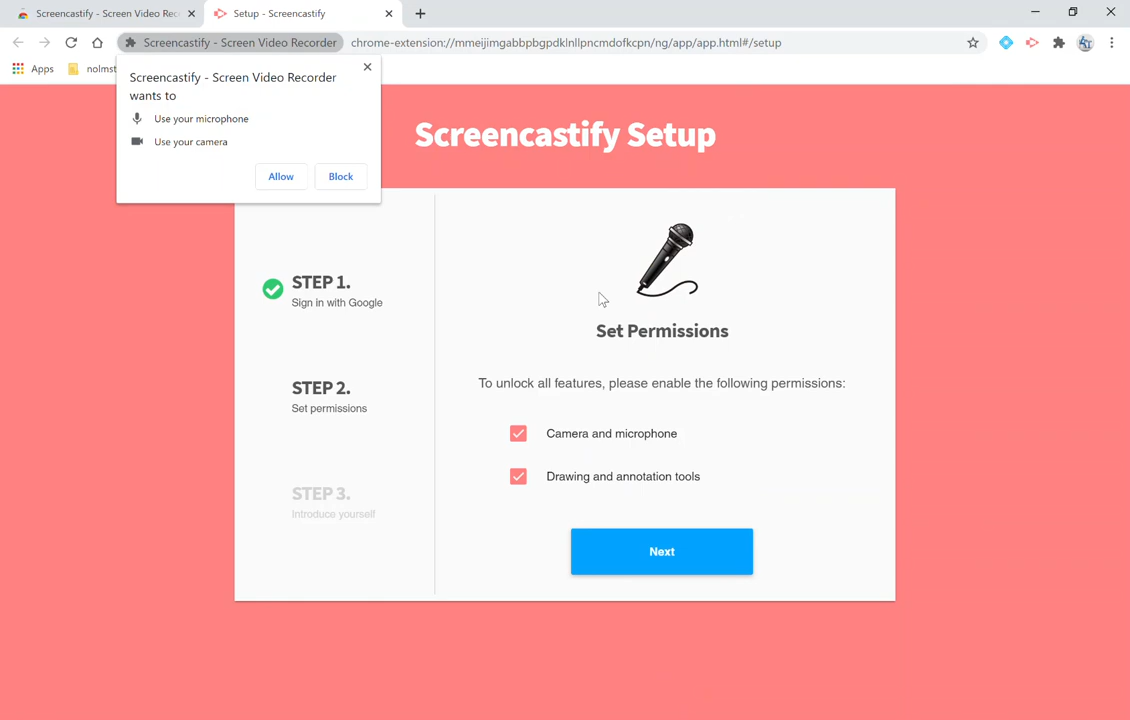 Screencastify - Screen Video Rec
Setup - Screencastify
Screencastify - Screen Video Recorder
chrome-extension://mmeijimgabbpbgpdklnllpncmdofkcpn/ng/app/app.html#/setup
Apps
nolmst
Screencastify - Screen Video Recorder
wants to
Use your microphone
Use your camera
Allow
Block
Screencastify Setup
STEP 1.
Sign in with Google
STEP 2.
Set permissions
STEP 3.
Introduce yourself
Set Permissions
To unlock all features, please enable the following permissions:
Camera and microphone
Drawing and annotation tools
Next